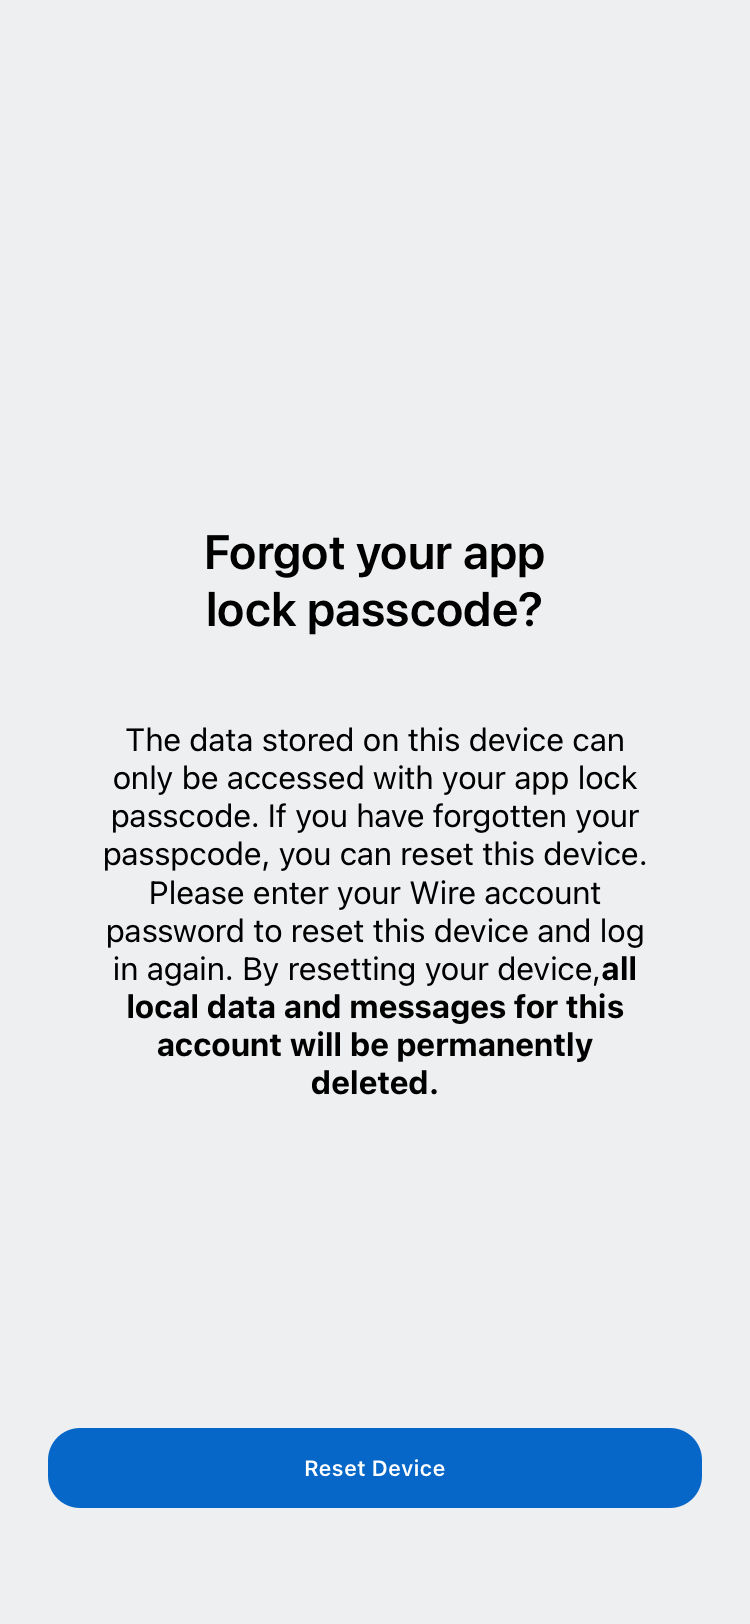 Forgot your app
lock passcode?
The data stored on this device can
only be accessed with your app lock
passcode. If you have forgotten your
passpcode, you can reset this device.
Please enter your Wire account
password to reset this device and log
in again. By resetting your device,all
local data and messages for this
account will be permanently
deleted.
Reset Device